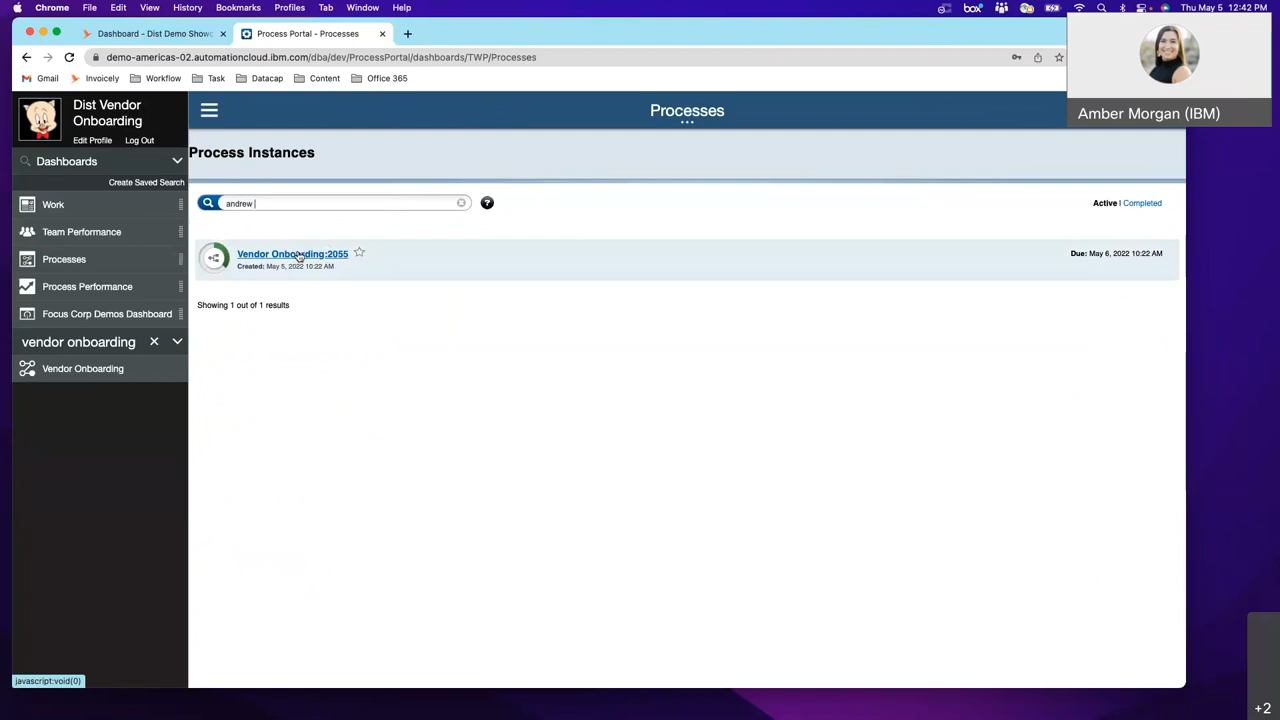 Chrome File Edit View History Bookmarks Profiles Tab Window Help
box
Thu May 5 12:42 PM
Dashboard - Dist Demo Showc
Process Portal - Processes
demo-americas-02.automationcloud.ibm.com/dba/dev/ProcessPortal/dashboards/TWP/Processes
Gmail Invoicely Workflow Task Datacap Content Office 365
Amber Morgan (IBM)
Dist Vendor
Onboarding
Edit Profile Log Out
Processes
Dashboards
Create Saved Search
Work
Team Performance
Processes
Process Performance
Focus Corp Demos Dashboard
vendor onboarding
Vendor Onboarding
Process Instances
andrew
?
Active | Completed
Vendor Onboarding:2055
Created: May 5, 2022 10:22 AM
Due: May 6, 2022 10:22 AM
Showing 1 out of 1 results
javascript:void(0)
+2